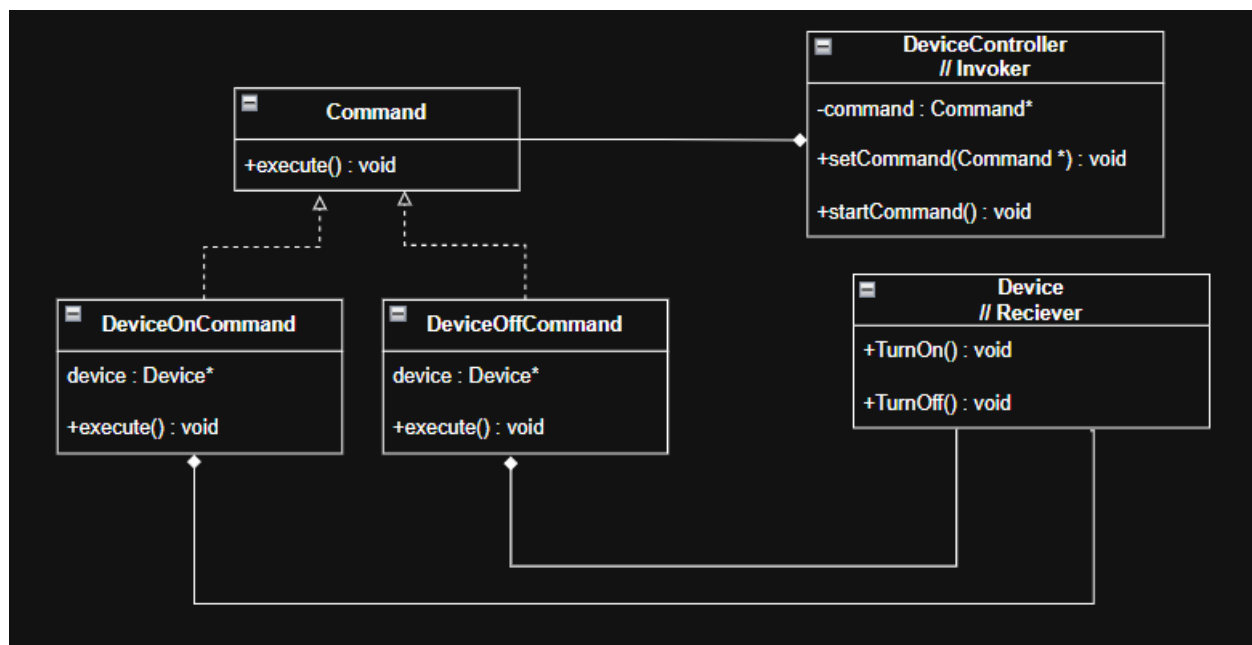 DeviceController
// Invoker
-command : Command*
+setCommand(Command *) : void
+startCommand() : void
Command
+execute() : void
DeviceOnCommand
device : Device*
+execute() : void
DeviceOffCommand
device : Device*
+execute() : void
Device
// Reciever
+TurnOn() : void
+TurnOff() : void